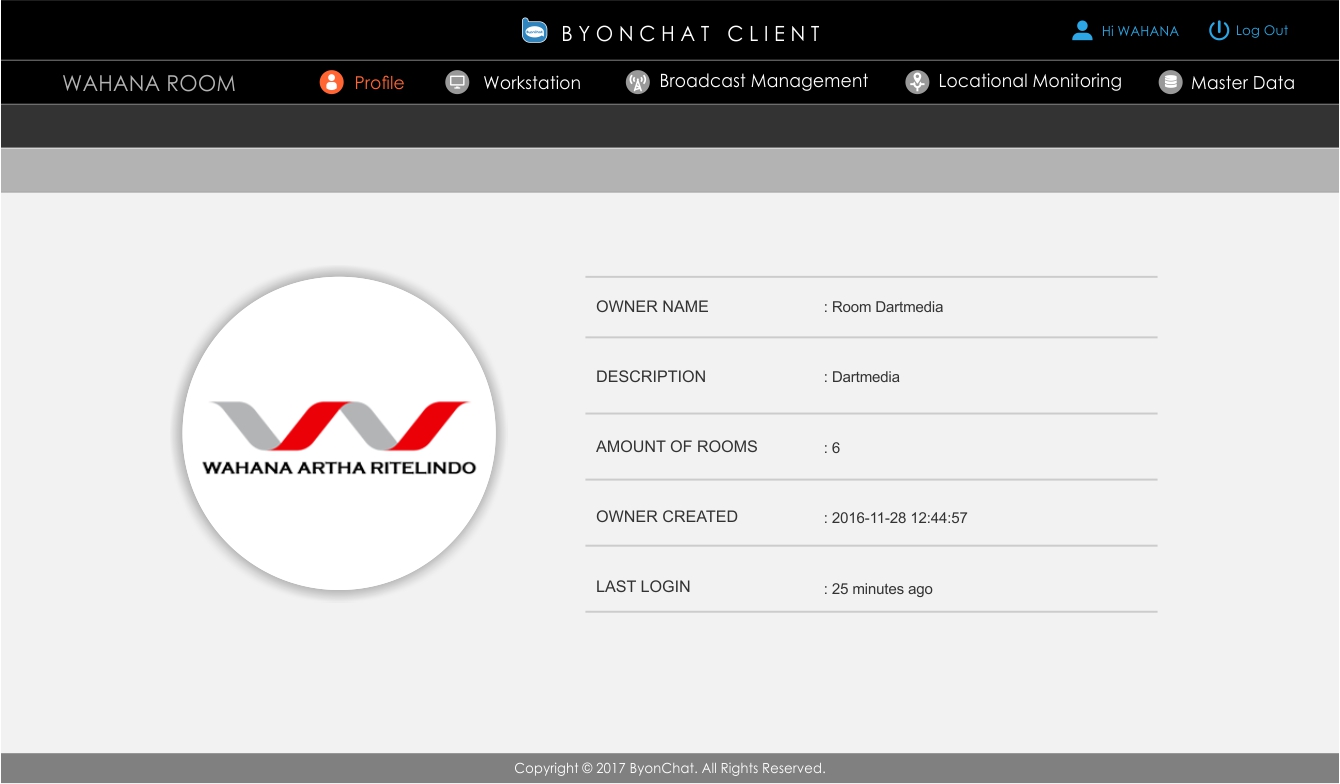 BYONCHAT CLIENT
Hi WAHANA
Log Out
WAHANA ROOM
Profile
Workstation
Broadcast Management
Locational Monitoring
Master Data
WAHANA ARTHA RITELINDO
OWNER NAME : Room Dartmedia
DESCRIPTION : Dartmedia
AMOUNT OF ROOMS : 6
OWNER CREATED : 2016-11-28 12:44:57
LAST LOGIN : 25 minutes ago
Copyright © 2017 ByonChat. All Rights Reserved.